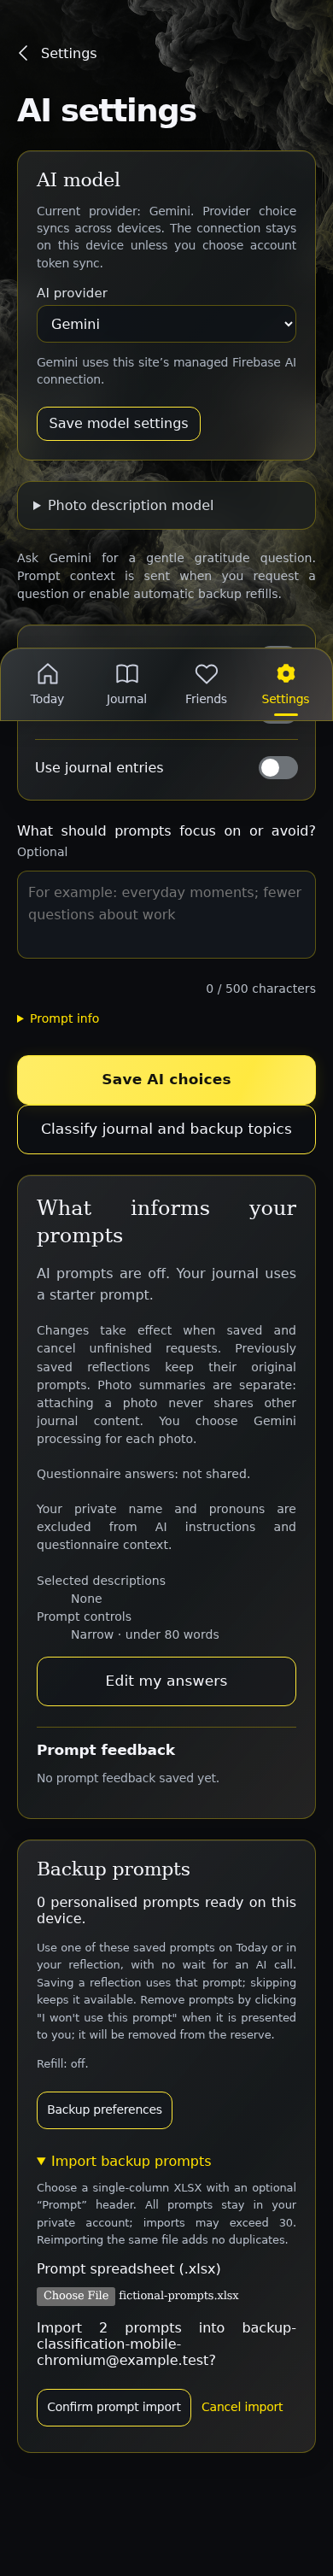 Settings
AI settings
AI model
Current provider: Gemini. Provider choice
syncs across devices. The connection stays
on this device unless you choose account
token sync.
AI provider
Gemini
Gemini uses this site’s managed Firebase AI
connection.
Save model settings
Photo description model
Ask Gemini for a gentle gratitude question.
Prompt context is sent when you request a
question or enable automatic backup refills.
Today
Journal
Friends
Settings
Use journal entries
What should prompts focus on or avoid?
Optional
For example: everyday moments; fewer
questions about work
0 / 500 characters
Prompt info
Save AI choices
Classify journal and backup topics
What informs your
prompts
AI prompts are off. Your journal uses
a starter prompt.
Changes take effect when saved and
cancel unfinished requests. Previously
saved reflections keep their original
prompts. Photo summaries are separate:
attaching a photo never shares other
journal content. You choose Gemini
processing for each photo.
Questionnaire answers: not shared.
Your private name and pronouns are
excluded from AI instructions and
questionnaire context.
Selected descriptions
None
Prompt controls
Narrow · under 80 words
Edit my answers
Prompt feedback
No prompt feedback saved yet.
Backup prompts
0 personalised prompts ready on this
device.
Use one of these saved prompts on Today or in
your reflection, with no wait for an AI call.
Saving a reflection uses that prompt; skipping
keeps it available. Remove prompts by clicking
"I won't use this prompt" when it is presented
to you; it will be removed from the reserve.
Refill: off.
Backup preferences
Import backup prompts
Choose a single-column XLSX with an optional
“Prompt” header. All prompts stay in your
private account; imports may exceed 30.
Reimporting the same file adds no duplicates.
Prompt spreadsheet (.xlsx)
Choose File fictional-prompts.xlsx
Import 2 prompts into backup-
classification-mobile-
chromium@example.test?
Confirm prompt import
Cancel import